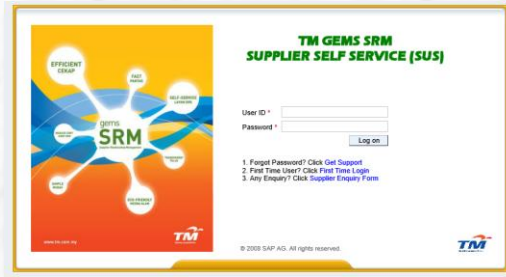 TM GEMS SRM
SUPPLIER SELF SERVICE (SUS)
EFFICIENT
CEKAP
FAST
PANTAS
SELF-SERVICE
gems
SRM
User ID *
Password *
Log on
1. Forgot Password? Click Get Support
2. First Time User? Click First Time Login
3. Any Enquiry? Click Supplier Enquiry Form
www.tm.com.my
TM
© 2008 SAP AG. All rights reserved.
TM